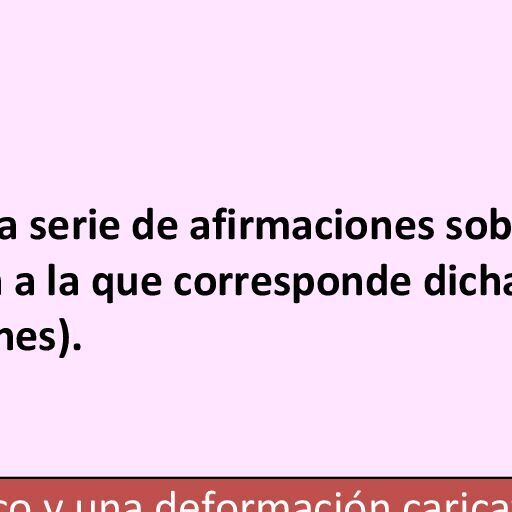 a serie de afirmaciones sob
a la que corresponde dicha
nes).
co y una deformación carica